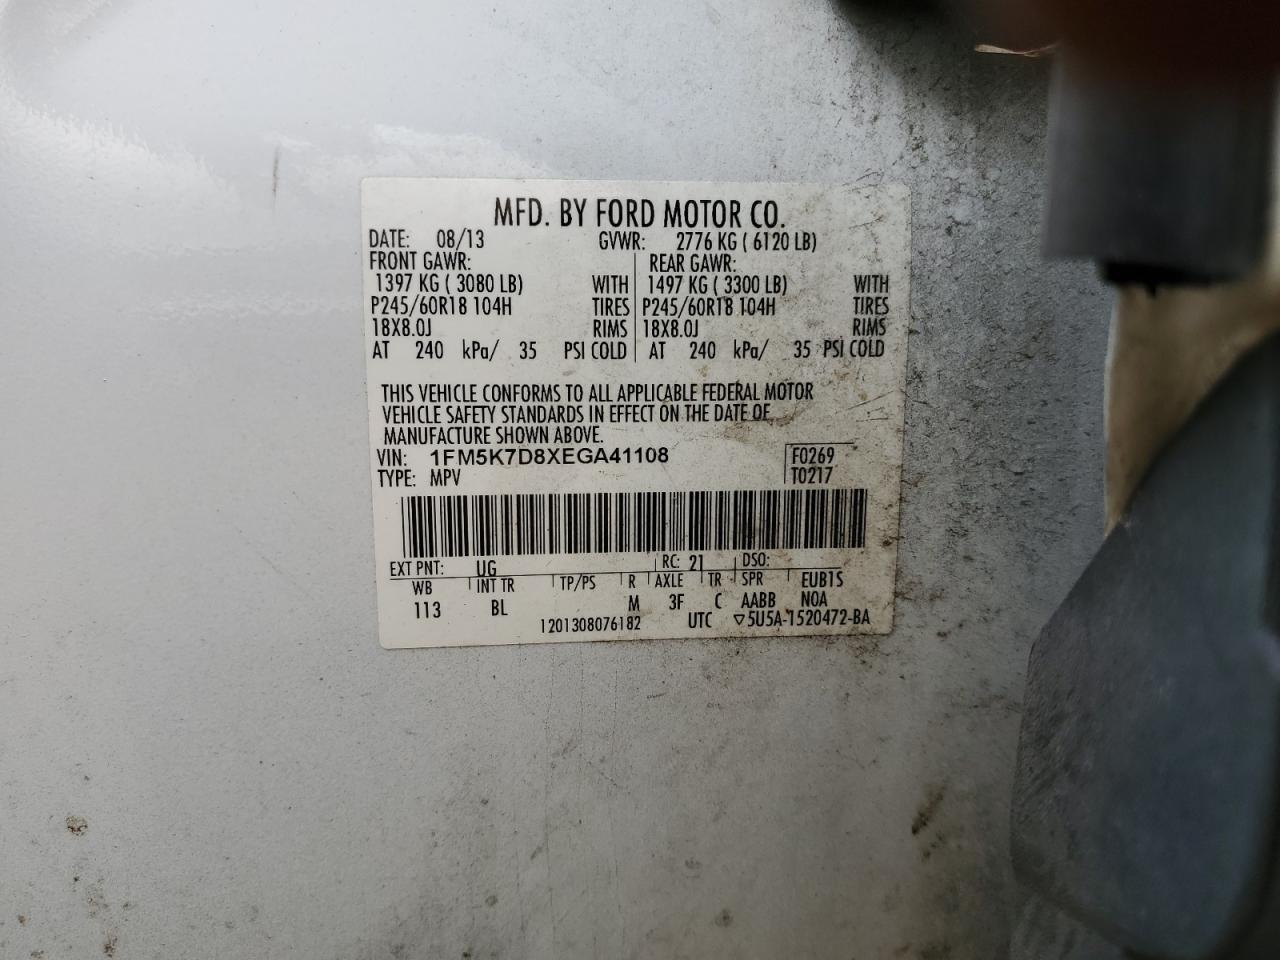 MFD. BY FORD MOTOR CO.
DATE: 08/13 GVWR: 2776 KG ( 6120 LB)
FRONT GAWR: REAR GAWR:
1397 KG ( 3080 LB) WITH 1497 KG ( 3300 LB) WITH
P245/60R18 104H TIRES P245/60R18 104H TIRES
18X8.0J RIMS 18X8.0J RIMS
AT 240 kPa/ 35 PSI COLD AT 240 kPa/ 35 PSI COLD
THIS VEHICLE CONFORMS TO ALL APPLICABLE FEDERAL MOTOR
VEHICLE SAFETY STANDARDS IN EFFECT ON THE DATE OF
MANUFACTURE SHOWN ABOVE.
VIN: 1FM5K7D8XEGA41108 F0269
TYPE: MPV T0217
EXT PNT: UG RC: 21 DSO:
WB INT TR TP/PS R AXLE TR SPR EUB1S
113 BL M 3F C AABB NOA
1201308076182 UTC ▽5U5A-1520472-BA